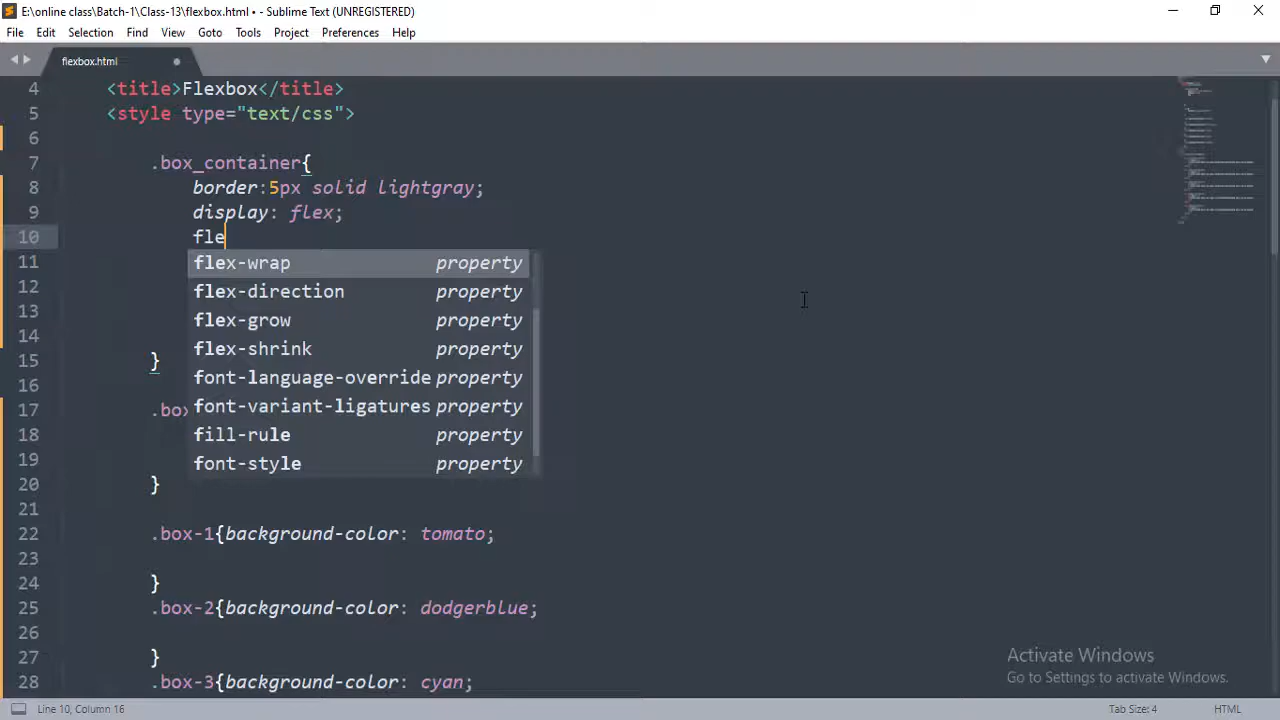 E:\online class\Batch-1\Class-13\flexbox.html • - Sublime Text (UNREGISTERED)
File Edit Selection Find View Goto Tools Project Preferences Help
flexbox.html
4 <title>Flexbox</title>
5 <style type="text/css">
6
7 .box_container{
8 border:5px solid lightgray;
9 display: flex;
10 fle
11 flex-wrap property
12 flex-direction property
13 flex-grow property
14 flex-shrink property
15 }
font-language-override property
16
17 .box font-variant-ligatures property
18 fill-rule property
19 font-style property
20 }
21
22 .box-1{background-color: tomato;
23
24 }
25 .box-2{background-color: dodgerblue;
26
27 }
28 .box-3{background-color: cyan;
Activate Windows
Go to Settings to activate Windows.
Line 10, Column 16 Tab Size: 4 HTML